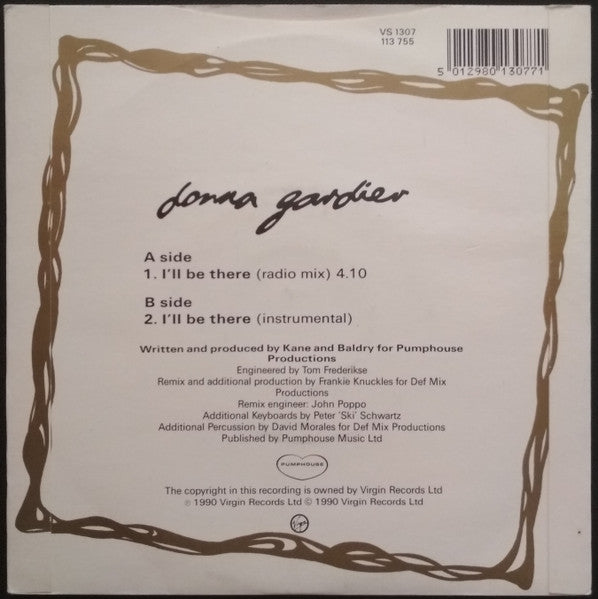 VS 1307
113 755
5 012980 130771
donna gardier
A side
1. I'll be there (radio mix) 4.10
B side
2. I'll be there (instrumental)
Written and produced by Kane and Baldry for Pumphouse
Productions
Engineered by Tom Frederikse
Remix and additional production by Frankie Knuckles for Def Mix
Productions
Remix engineer: John Poppo
Additional Keyboards by Peter 'Ski' Schwartz
Additional Percussion by David Morales for Def Mix Productions
Published by Pumphouse Music Ltd
PUMPHOUSE
The copyright in this recording is owned by Virgin Records Ltd
℗ 1990 Virgin Records Ltd © 1990 Virgin Records Ltd
Virgin